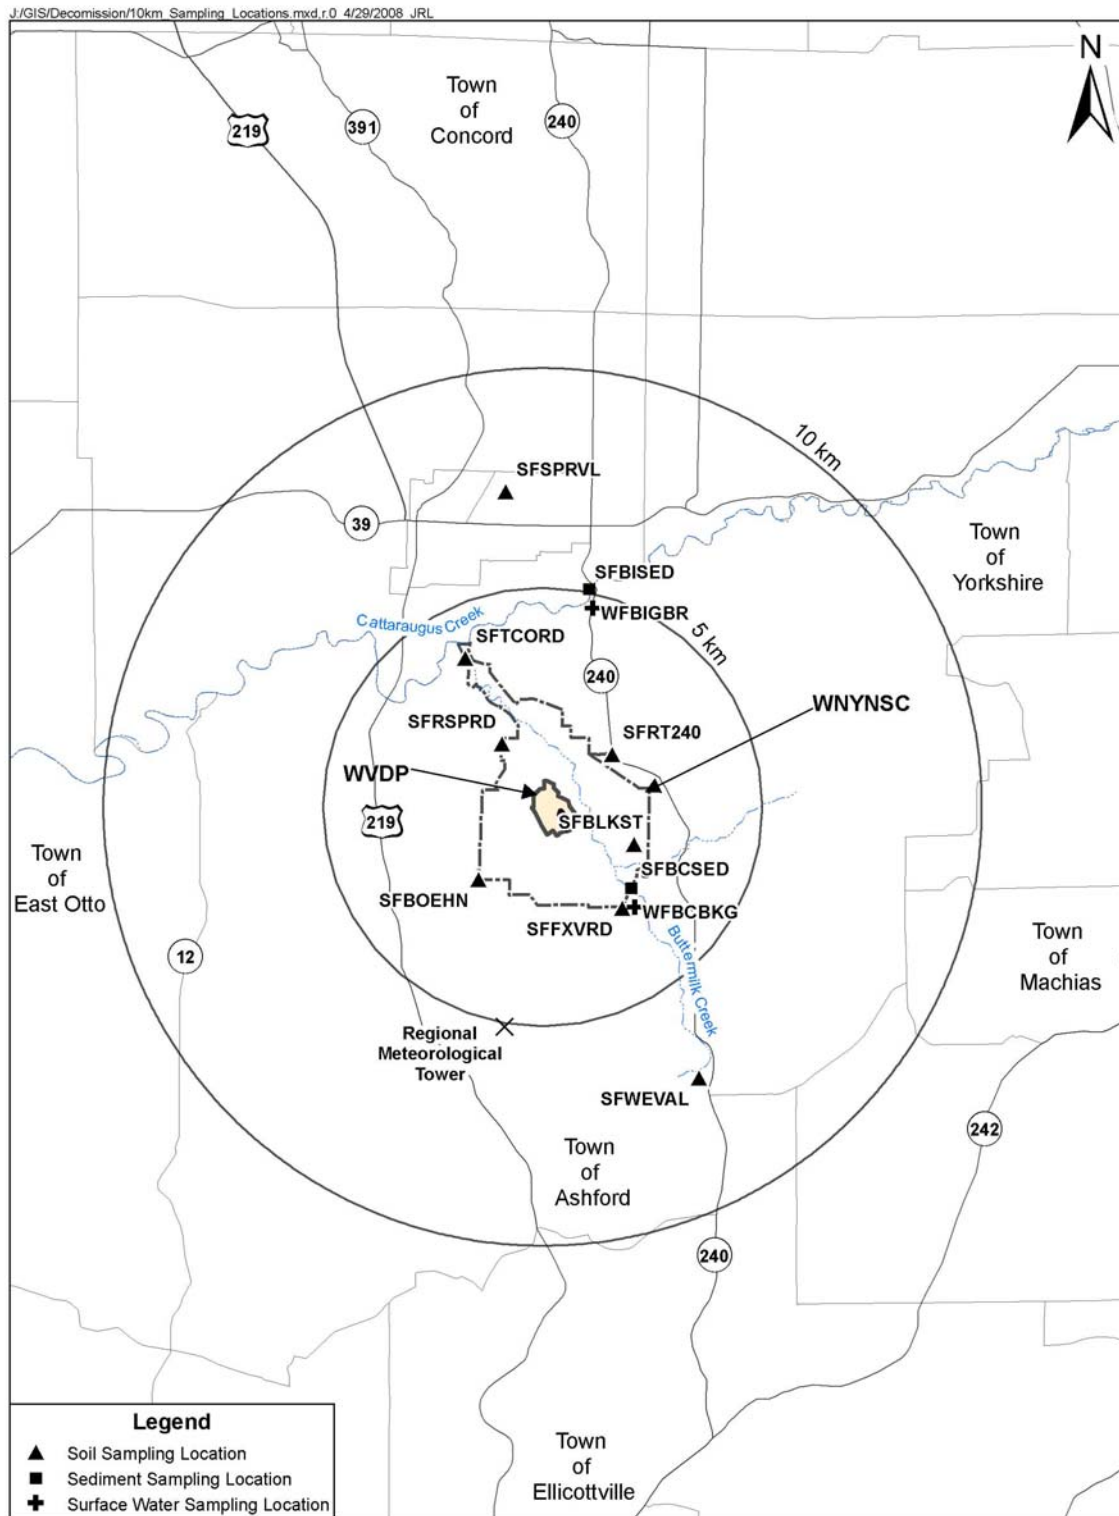 J:/GIS/Decomission/10km_Sampling_Locations.mxd,r.0 4/29/2008 JRL
N
Town
of
Concord
219
391
240
10 km
SFSPRVL
39
Town
of
Yorkshire
SFBISED
WFBIGBR
Cattaraugus Creek
SFTCORD
5 km
240
WNYNSC
SFRSPRD
SFRT240
WVDP
219
SFBLKST
Town
of
East Otto
SFBCSED
SFBOEHN
WFBCBKG
SFFXVRD
12
Town
of
Machias
Buttermilk Creek
Regional
Meteorological
Tower
SFWEVAL
242
Town
of
Ashford
240
Legend
Soil Sampling Location
Sediment Sampling Location
Surface Water Sampling Location
Town
of
Ellicottville